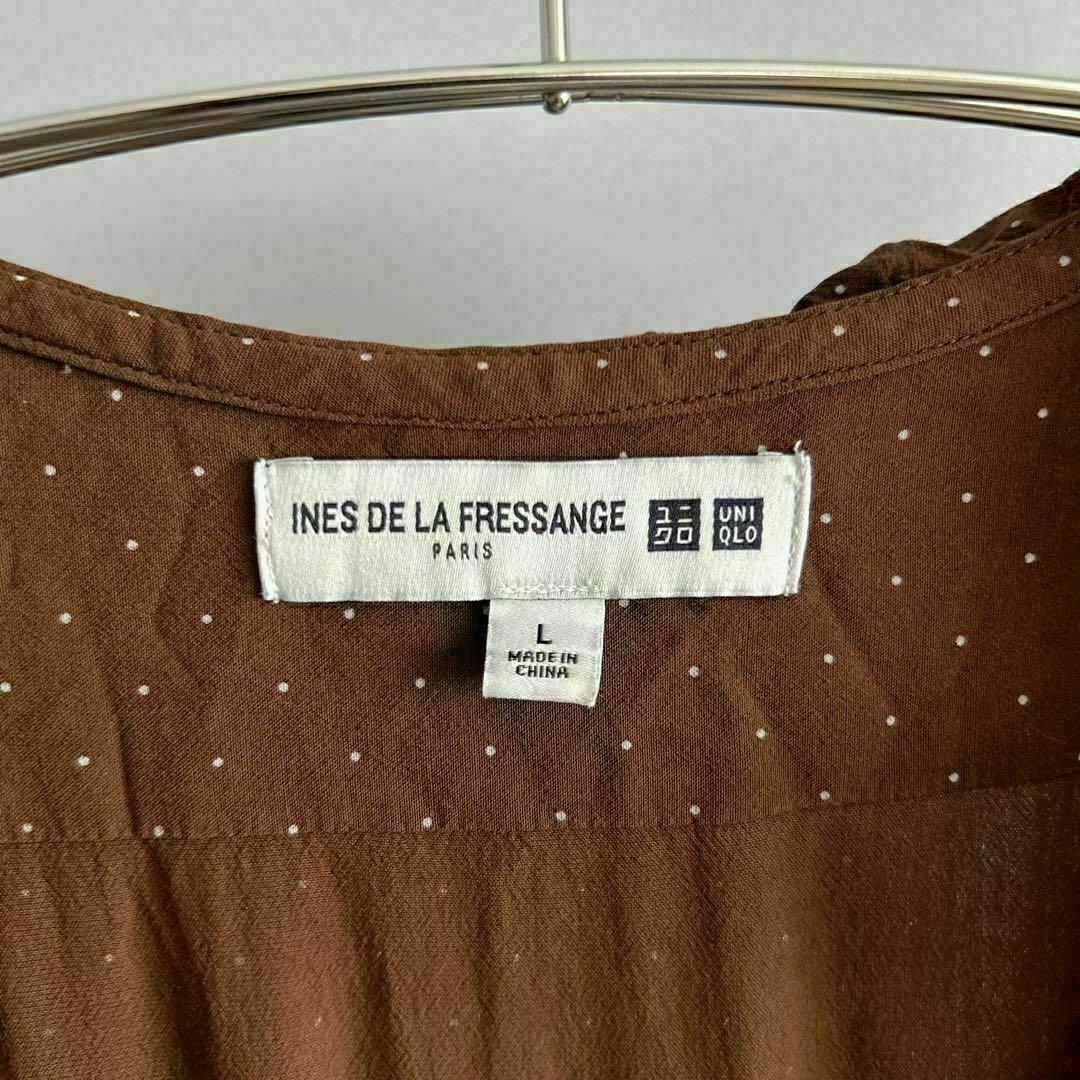 INES DE LA FRESSANGE
PARIS
ユニ
クロ
UNI
QLO
L
MADE IN
CHINA